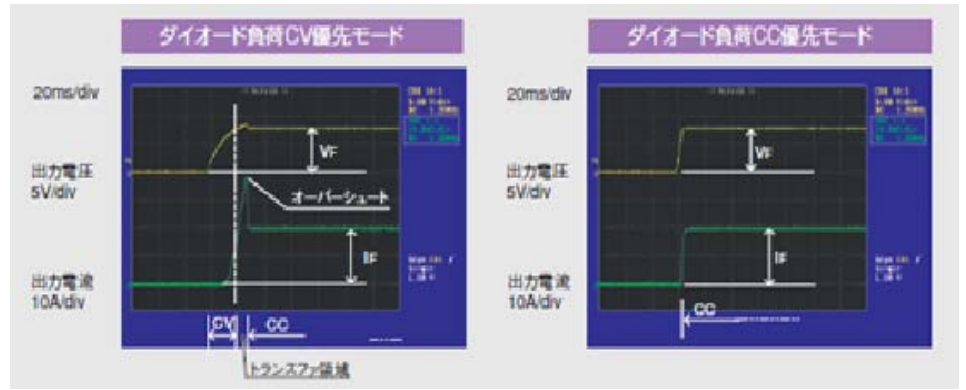 ダイオード負荷CV優先モード
20ms/div
出力電圧
5V/div
VF
オーバーシュート
IF
出力電流
10A/div
CV
CC
トランスファ領域
ダイオード負荷CC優先モード
20ms/div
出力電圧
5V/div
VF
IF
出力電流
10A/div
CC